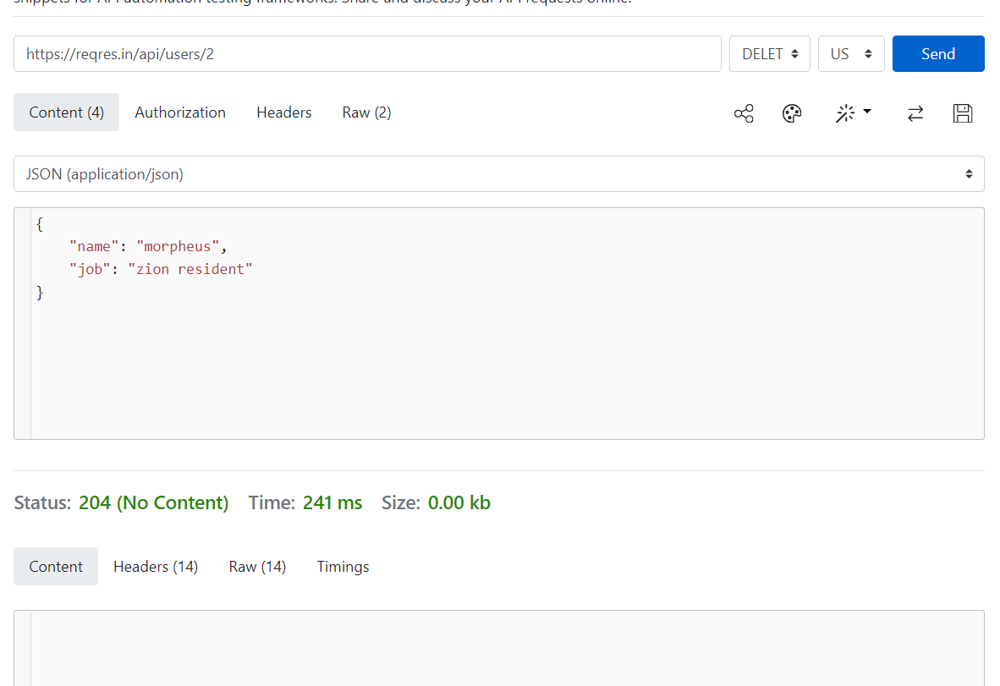 snippets for API automation testing frameworks. Share and discuss your API requests online.
https://reqres.in/api/users/2
DELET
US
Send
Content (4)
Authorization
Headers
Raw (2)
JSON (application/json)
{
"name": "morpheus",
"job": "zion resident"
}
Status: 204 (No Content) Time: 241 ms Size: 0.00 kb
Content
Headers (14)
Raw (14)
Timings